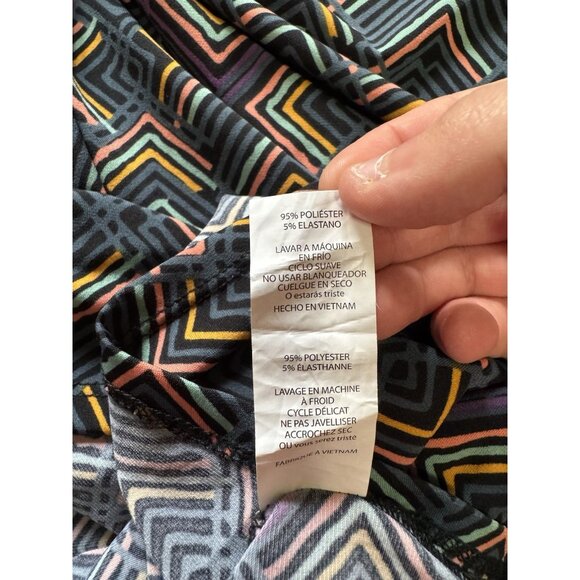 95% POLIÉSTER
5% ELASTANO
LAVAR A MÁQUINA
EN FRÍO
CICLO SUAVE
NO USAR BLANQUEADOR
CUELGUE EN SECO
O estarás triste
HECHO EN VIETNAM
95% POLYESTER
5% ÉLASTHANNE
LAVAGE EN MACHINE
À FROID
CYCLE DÉLICAT
NE PAS JAVELLISER
ACCROCHEZ SEC
OU vous serez triste
FABRIQUÉ À VIETNAM